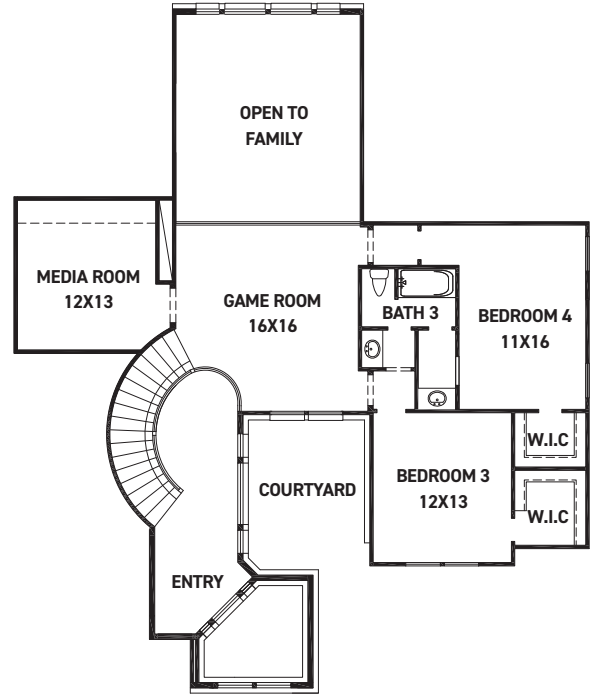 OPEN TO
FAMILY
MEDIA ROOM
12X13
GAME ROOM
16X16
BATH 3
BEDROOM 4
11X16
W.I.C
BEDROOM 3
12X13
COURTYARD
W.I.C
ENTRY